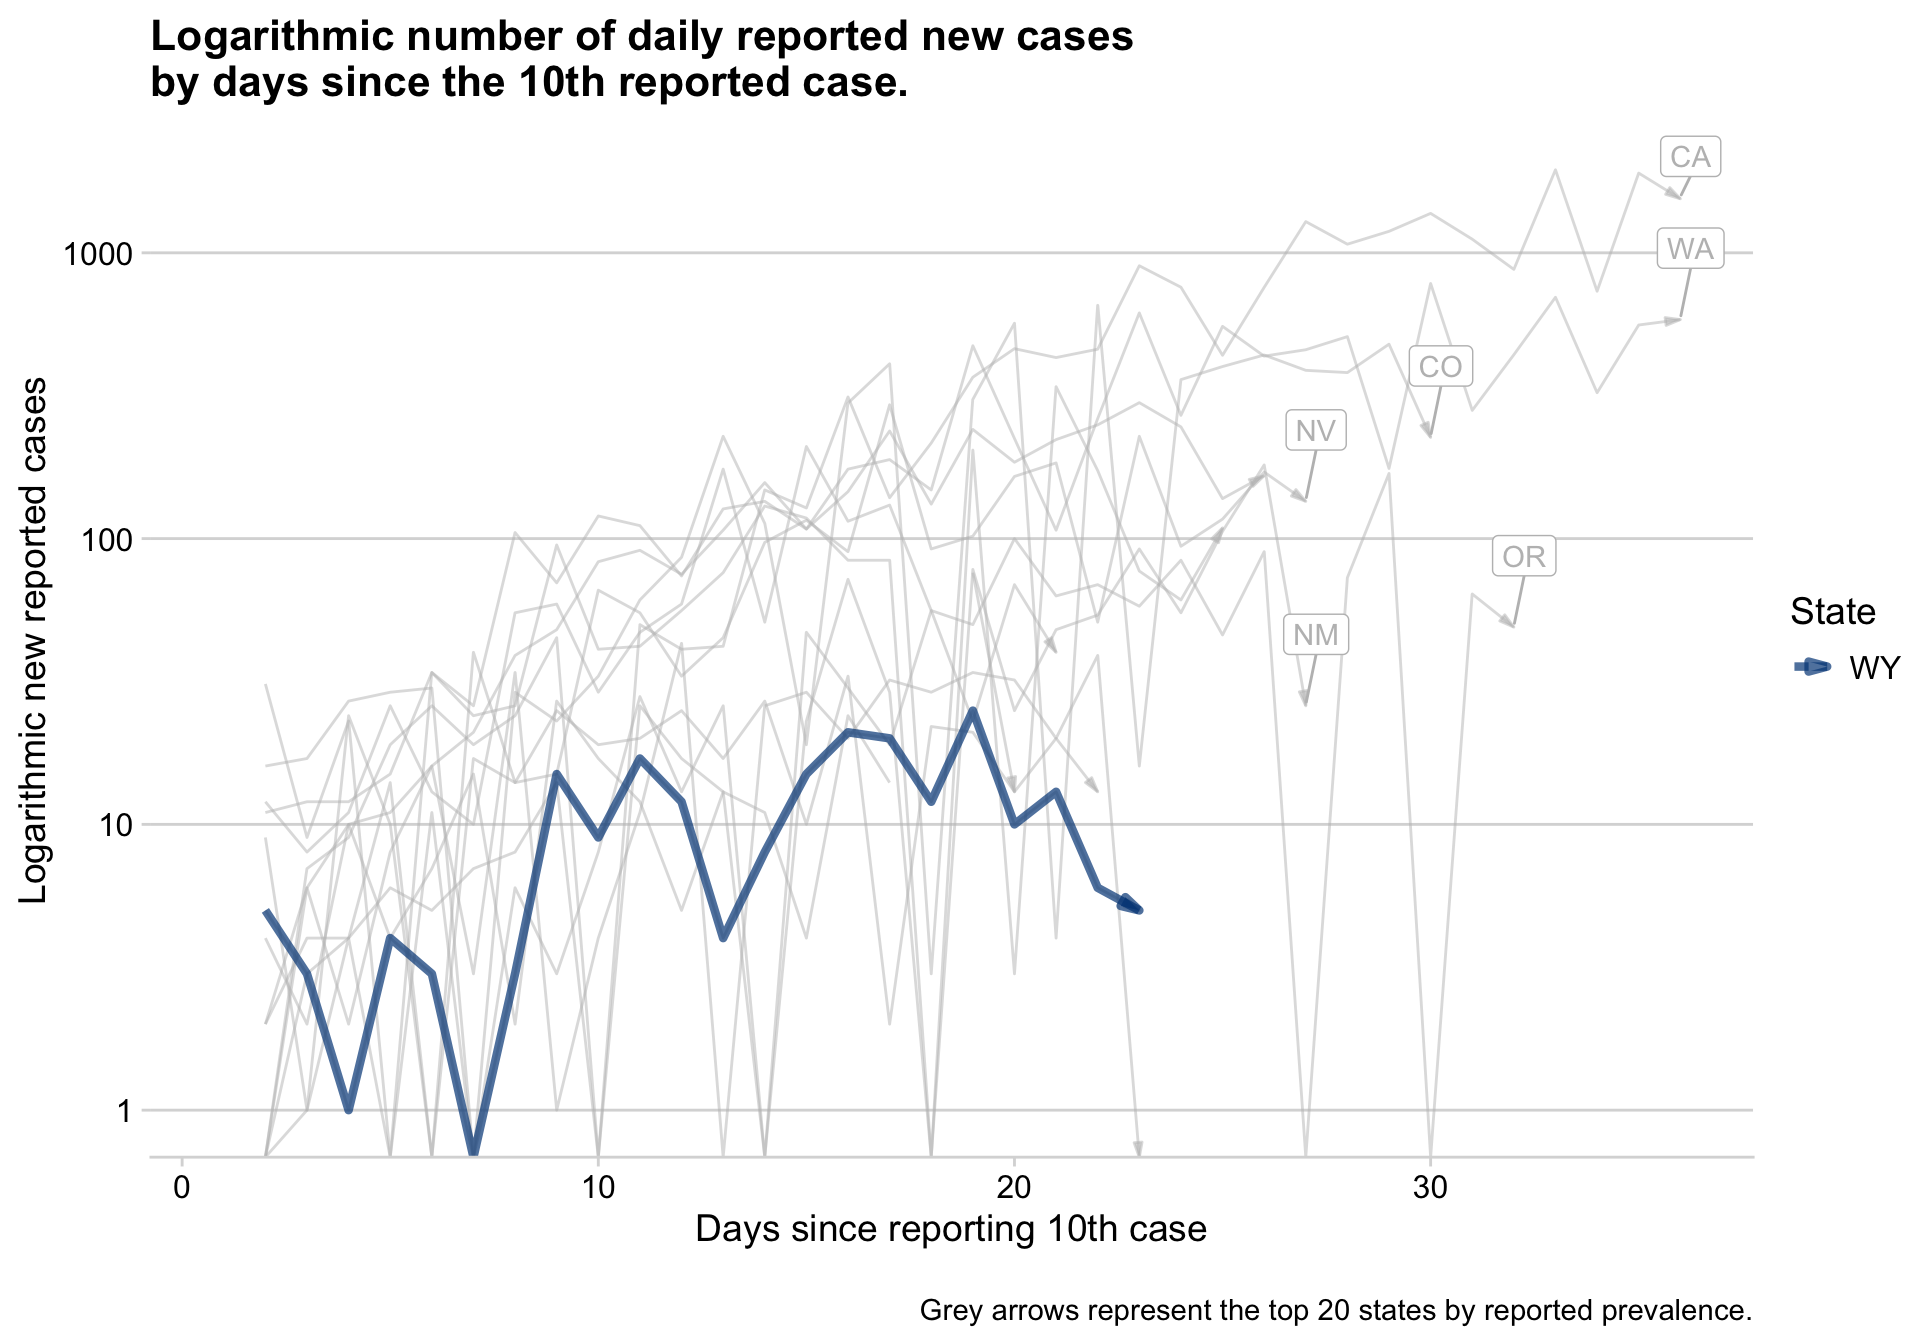 Logarithmic number of daily reported new cases
by days since the 10th reported case.
CA
1000
WA
CO
NV
100
OR
State
NM
WY
10
1
0 10 20 30
Logarithmic new reported cases
Days since reporting 10th case
Grey arrows represent the top 20 states by reported prevalence.